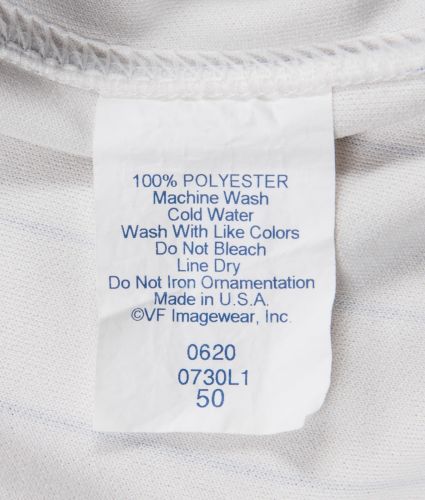 100% POLYESTER
Machine Wash
Cold Water
Wash With Like Colors
Do Not Bleach
Line Dry
Do Not Iron Ornamentation
Made in U.S.A.
©VF Imagewear, Inc.
0620
0730L1
50